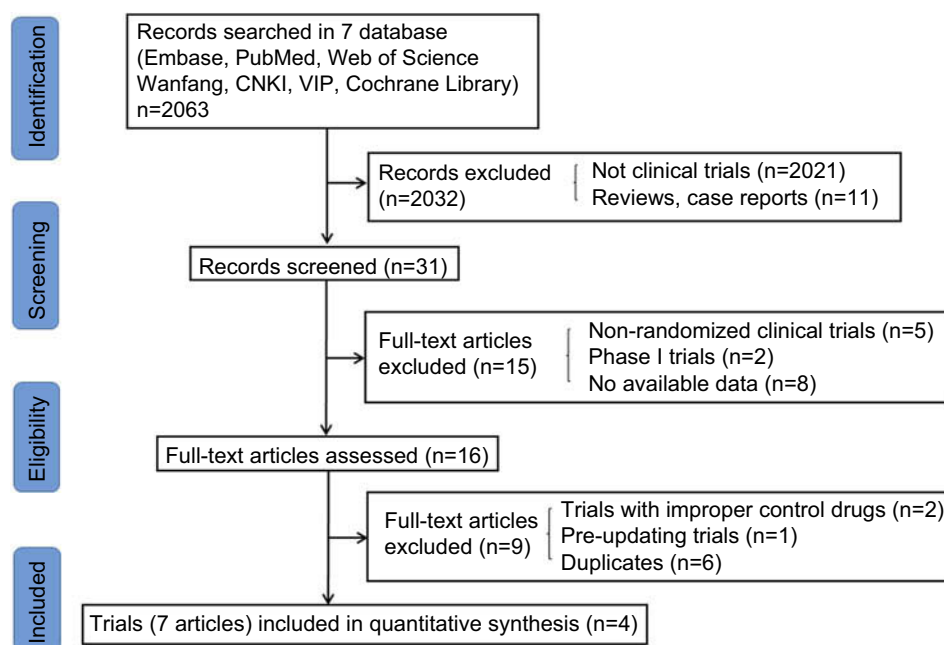 Identification
Records searched in 7 database
(Embase, PubMed, Web of Science
Wanfang, CNKI, VIP, Cochrane Library)
n=2063
Records excluded
(n=2032)
Not clinical trials (n=2021)
Reviews, case reports (n=11)
Screening
Records screened (n=31)
Full-text articles
excluded (n=15)
Non-randomized clinical trials (n=5)
Phase I trials (n=2)
No available data (n=8)
Eligibility
Full-text articles assessed (n=16)
Full-text articles
excluded (n=9)
Trials with improper control drugs (n=2)
Pre-updating trials (n=1)
Duplicates (n=6)
Included
Trials (7 articles) included in quantitative synthesis (n=4)